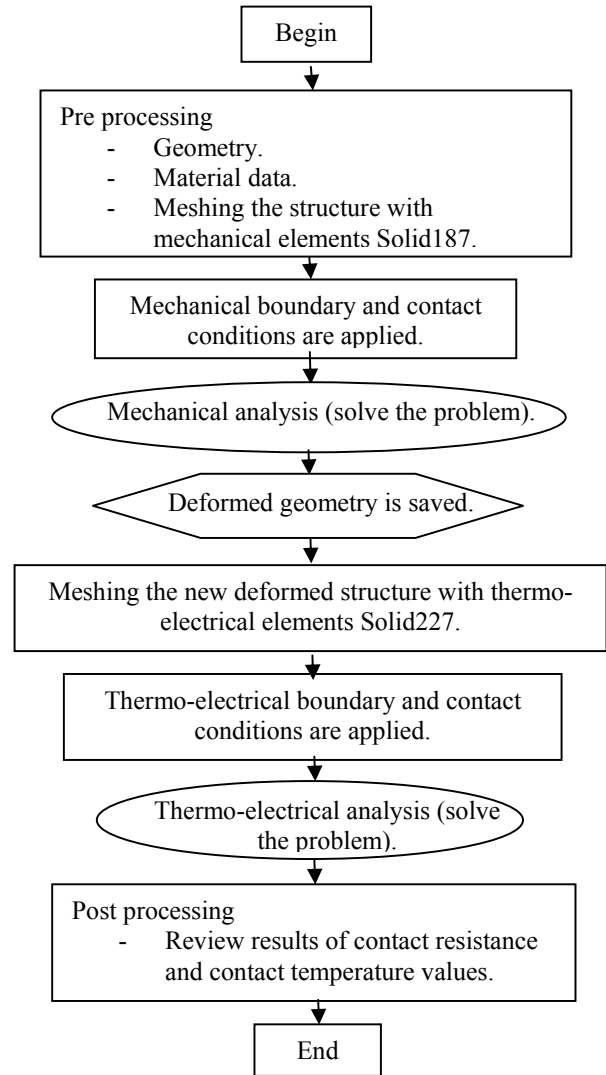 Begin
Pre processing
- Geometry.
- Material data.
- Meshing the structure with
mechanical elements Solid187.
Mechanical boundary and contact
conditions are applied.
Mechanical analysis (solve the problem).
Deformed geometry is saved.
Meshing the new deformed structure with thermo-
electrical elements Solid227.
Thermo-electrical boundary and contact
conditions are applied.
Thermo-electrical analysis (solve
the problem).
Post processing
- Review results of contact resistance
and contact temperature values.
End